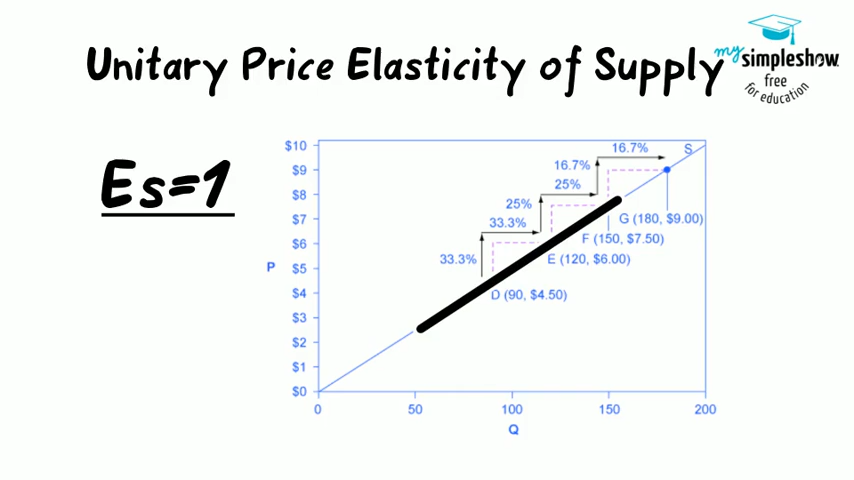 Unitary Price Elasticity of Supply
my
simpleshow
free
for education
Es=1
$10
$9
$8
$7
$6
$5
$4
$3
$2
$1
$0
P
16.7%
S
16.7%
25%
25%
33.3%
33.3%
G (180, $9.00)
F (150, $7.50)
E (120, $6.00)
D (90, $4.50)
0 50 100 150 200
Q